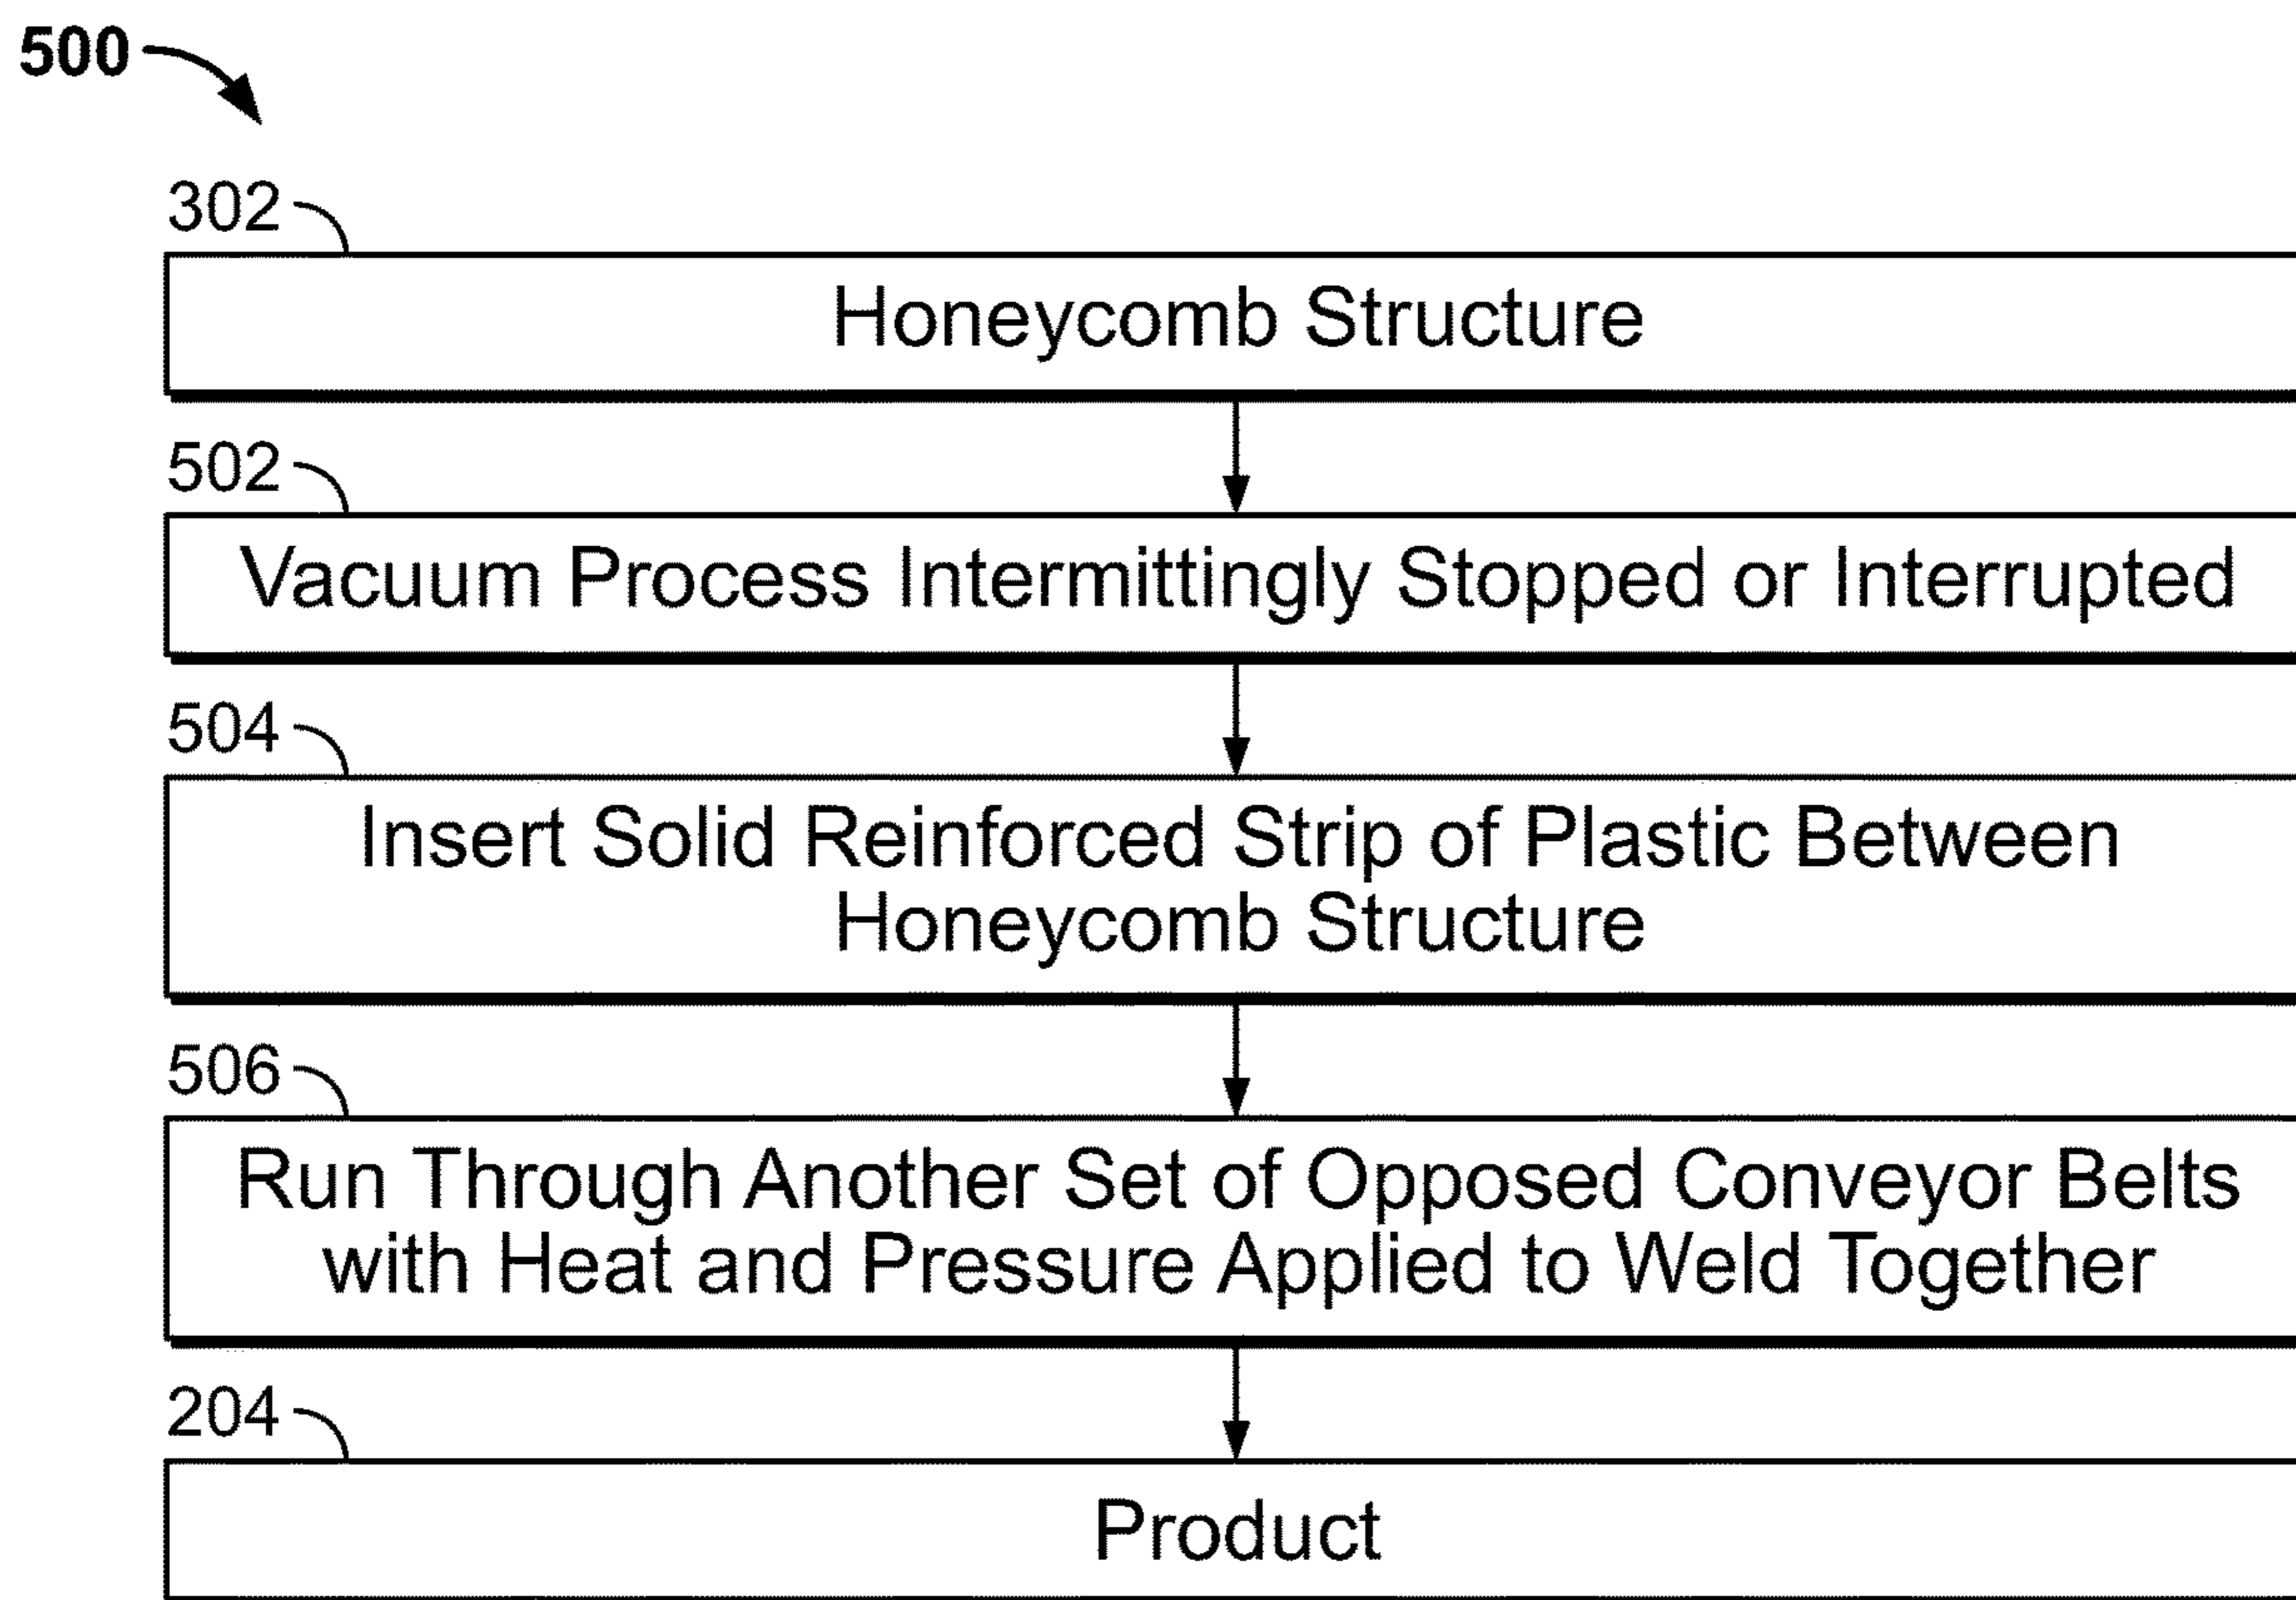 500
302
Honeycomb Structure
502
Vacuum Process Intermittingly Stopped or Interrupted
504
Insert Solid Reinforced Strip of Plastic Between
Honeycomb Structure
506
Run Through Another Set of Opposed Conveyor Belts
with Heat and Pressure Applied to Weld Together
204
Product